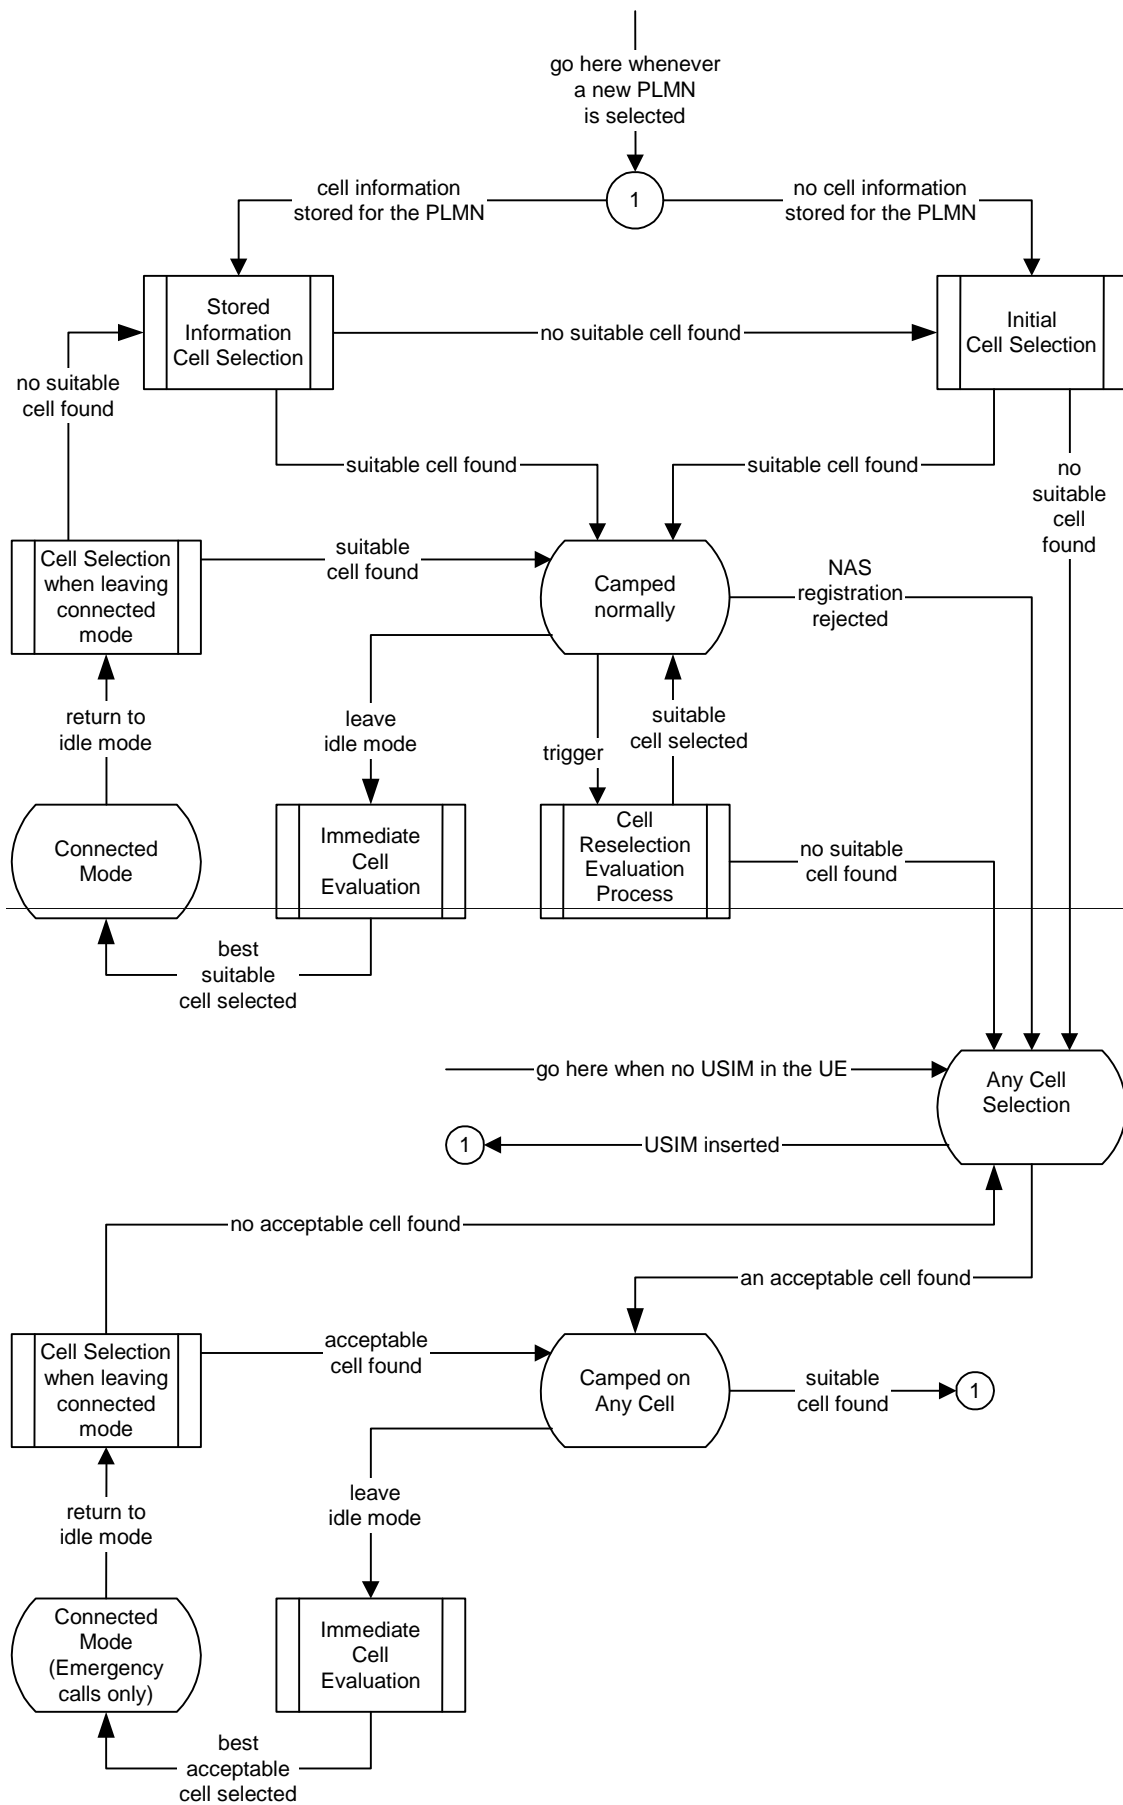 go here whenever
a new PLMN
is selected
1
cell information
stored for the PLMN
no cell information
stored for the PLMN
Stored
Information
Cell Selection
no suitable cell found
Initial
Cell Selection
no suitable
cell found
suitable cell found
suitable cell found
no
suitable
cell
found
Cell Selection
when leaving
connected
mode
suitable
cell found
Camped
normally
NAS
registration
rejected
return to
idle mode
leave
idle mode
trigger
suitable
cell selected
Connected
Mode
Immediate
Cell
Evaluation
Cell
Reselection
Evaluation
Process
no suitable
cell found
best
suitable
cell selected
go here when no USIM in the UE
Any Cell
Selection
1
USIM inserted
no acceptable cell found
an acceptable cell found
Cell Selection
when leaving
connected
mode
acceptable
cell found
Camped on
Any Cell
suitable
cell found
1
return to
idle mode
leave
idle mode
Connected
Mode
(Emergency
calls only)
Immediate
Cell
Evaluation
best
acceptable
cell selected